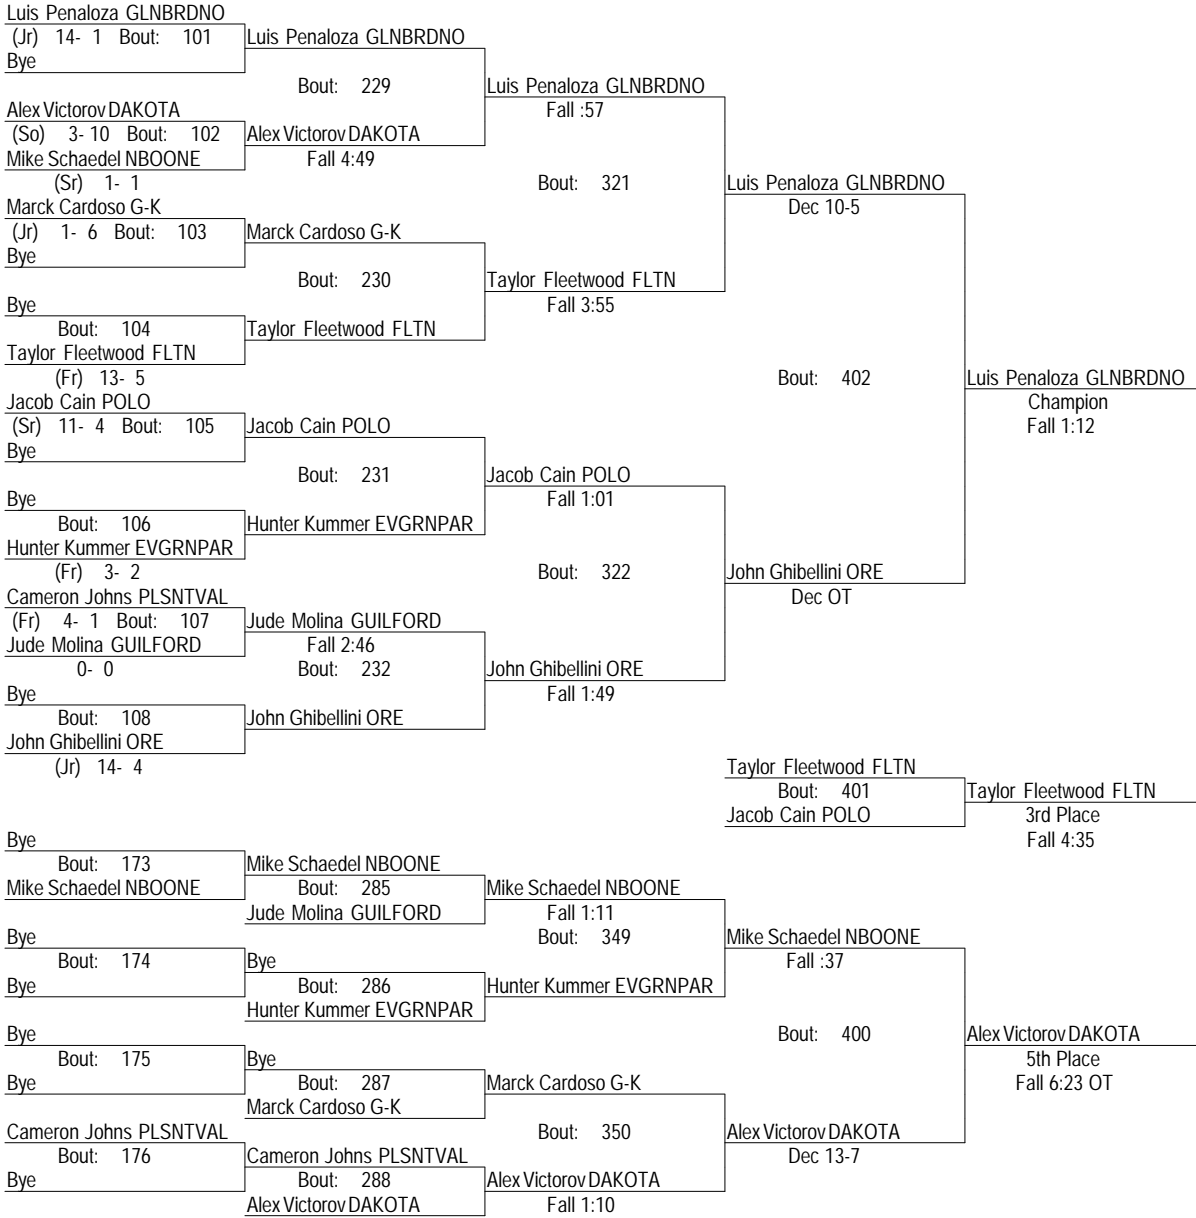 Luis Penaloza GLNBRDNO
(Jr) 14- 1 Bout: 101 Luis Penaloza GLNBRDNO
Bye
Bout: 229 Luis Penaloza GLNBRDNO
Alex Victorov DAKOTA Fall :57
(So) 3- 10 Bout: 102 Alex Victorov DAKOTA
Mike Schaedel NBOONE Fall 4:49
(Sr) 1- 1 Bout: 321 Luis Penaloza GLNBRDNO
Marck Cardoso G-K Dec 10-5
(Jr) 1- 6 Bout: 103 Marck Cardoso G-K
Bye
Bout: 230 Taylor Fleetwood FLTN
Bye Fall 3:55
Bout: 104 Taylor Fleetwood FLTN
Taylor Fleetwood FLTN
(Fr) 13- 5 Bout: 402 Luis Penaloza GLNBRDNO
Jacob Cain POLO Champion
(Sr) 11- 4 Bout: 105 Jacob Cain POLO Fall 1:12
Bye
Bout: 231 Jacob Cain POLO
Bye Fall 1:01
Bout: 106 Hunter Kummer EVGRNPAR
Hunter Kummer EVGRNPAR
(Fr) 3- 2 Bout: 322 John Ghibellini ORE
Cameron Johns PLSNTVAL Dec OT
(Fr) 4- 1 Bout: 107 Jude Molina GUILFORD
Jude Molina GUILFORD Fall 2:46
0- 0 Bout: 232 John Ghibellini ORE
Bye Fall 1:49
Bout: 108 John Ghibellini ORE
John Ghibellini ORE
(Jr) 14- 4 Taylor Fleetwood FLTN
Bout: 401 Taylor Fleetwood FLTN
Jacob Cain POLO 3rd Place
Bye Fall 4:35
Bout: 173 Mike Schaedel NBOONE
Mike Schaedel NBOONE Bout: 285 Mike Schaedel NBOONE
Jude Molina GUILFORD Fall 1:11
Bye Bout: 349 Mike Schaedel NBOONE
Bout: 174 Bye Fall :37
Bye Bout: 286 Hunter Kummer EVGRNPAR
Hunter Kummer EVGRNPAR
Bye Bout: 400 Alex Victorov DAKOTA
Bout: 175 Bye 5th Place
Bye Bout: 287 Marck Cardoso G-K Fall 6:23 OT
Marck Cardoso G-K
Cameron Johns PLSNTVAL Bout: 350 Alex Victorov DAKOTA
Bout: 176 Cameron Johns PLSNTVAL Dec 13-7
Bye Bout: 288 Alex Victorov DAKOTA
Alex Victorov DAKOTA Fall 1:10